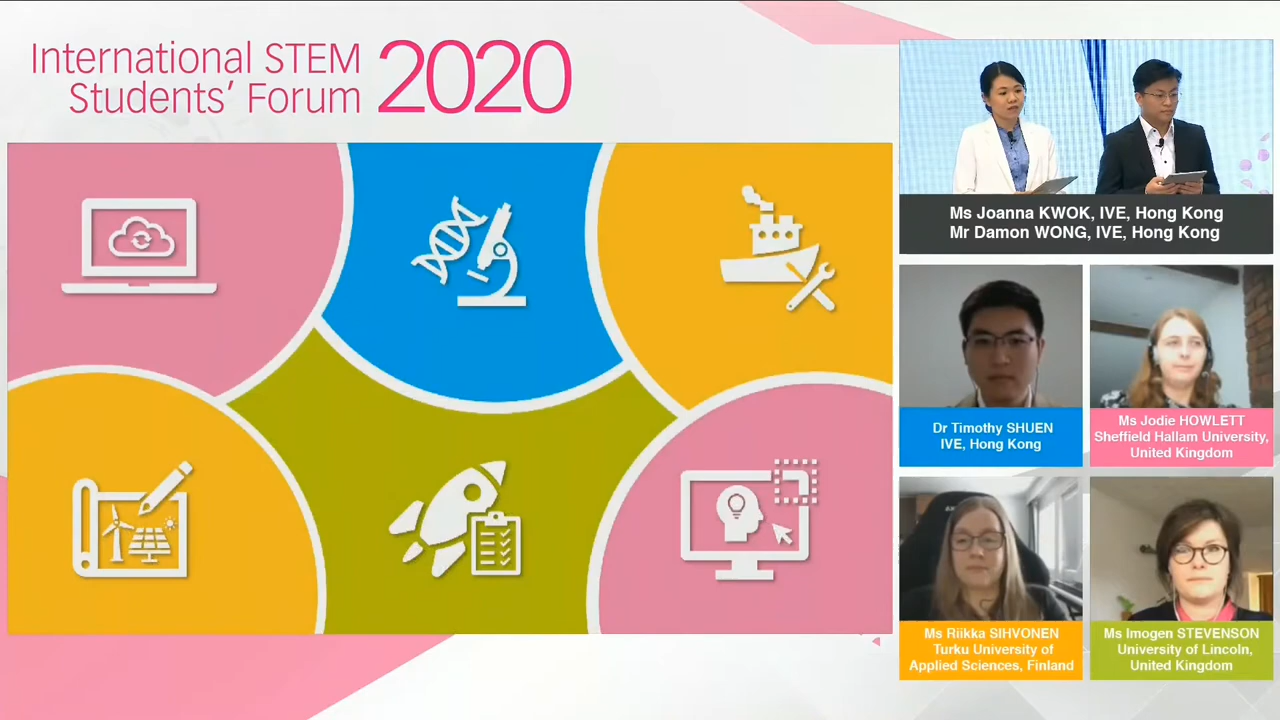 International STEM
Students' Forum
2020
Ms Joanna KWOK, IVE, Hong Kong
Mr Damon WONG, IVE, Hong Kong
Dr Timothy SHUEN
IVE, Hong Kong
Ms Jodie HOWLETT
Sheffield Hallam University,
United Kingdom
Ms Riikka SIHVONEN
Turku University of
Applied Sciences, Finland
Ms Imogen STEVENSON
University of Lincoln,
United Kingdom